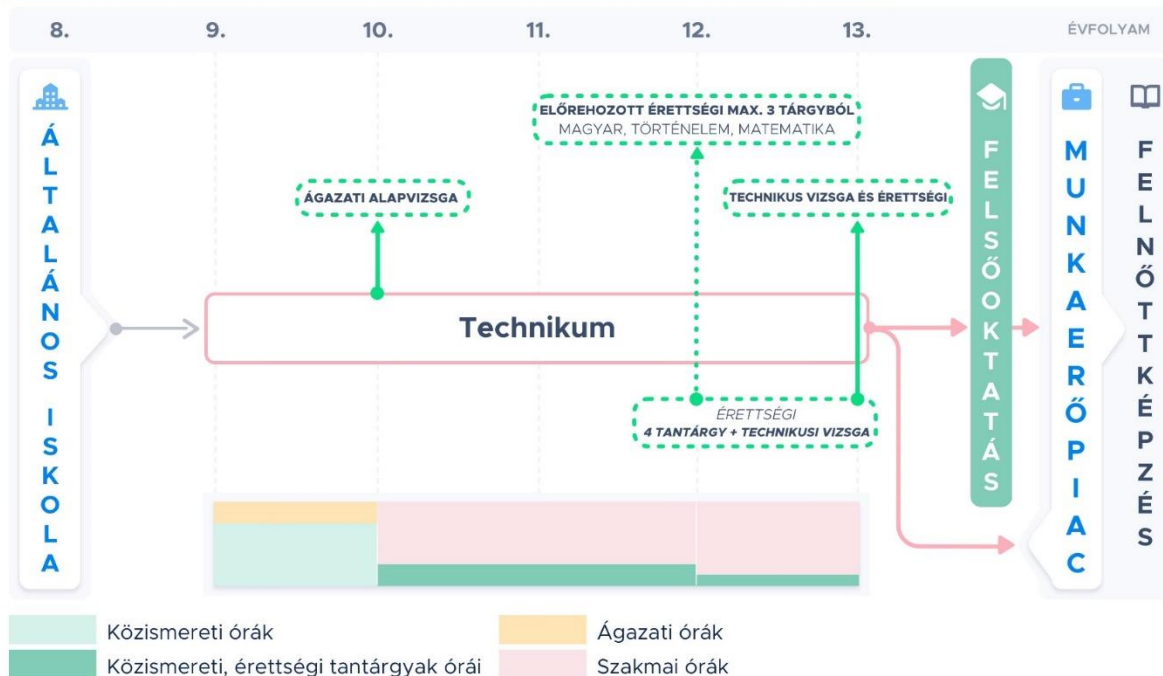 8. 9. 10. 11. 12. 13. ÉVFOLYAM
ÁLTALÁNOS ISKOLA
ELŐREHOZOTT ÉRETTSÉGI MAX. 3 TÁRGYBÓL
MAGYAR, TÖRTÉNELEM, MATEMATIKA
ÁGAZATI ALAPVIZSGA
TECHNIKUS VIZSGA ÉS ÉRETTSÉGI
Technikum
ÉRETTSÉGI
4 TANTÁRGY + TECHNIKUSI VIZSGA
FELSŐOKTATÁS
MUNKAERŐPIAC
FELNŐTTKÉPZÉS
Közismereti órák
Ágazati órák
Közismereti, érettségi tantárgyak órái
Szakmai órák